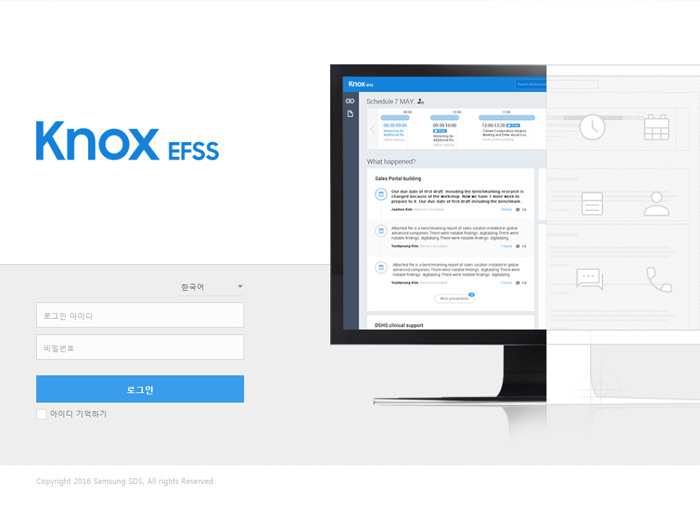 Knox EFSS
한국어
로그인 아이디
비밀번호
로그인
아이디 기억하기
Copyright 2016 Samsung SDS, All rights Reserved
Knox EFSS
Schedule 7 MAY.
08:30-09:00
09:30-10:00
12:00-13:30
What happened?
Sales Portal building
Our due date of first draft including the benchmarking research is
changed because of the workshop. Now we have 1 more week to
prepare to it. Our due date of first draft including the benchmark.
Attached file is a benchmarking report of sales solution installed in global
advanced companies There were notable findings. digitalizing There were
notable findings. digitalizing There were notable findings.
Yunkyoung Kim
Attached file is a benchmarking report of sales solution installed in global
advanced companies There were notable findings. digitalizing There were
notable findings. digitalizing There were notable findings.
Yunkyoung Kim
DSHS clinical support